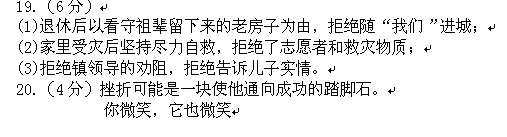 19.（6分）
(1)退休后以看守祖辈留下来的老房子为由，拒绝随“我们”进城；
(2)家里受灾后坚持尽力自救，拒绝了志愿者和救灾物质；
(3)拒绝镇领导的劝阻，拒绝告诉儿子实情。
20.（4分）挫折可能是一块使他通向成功的踏脚石。
你微笑，它也微笑